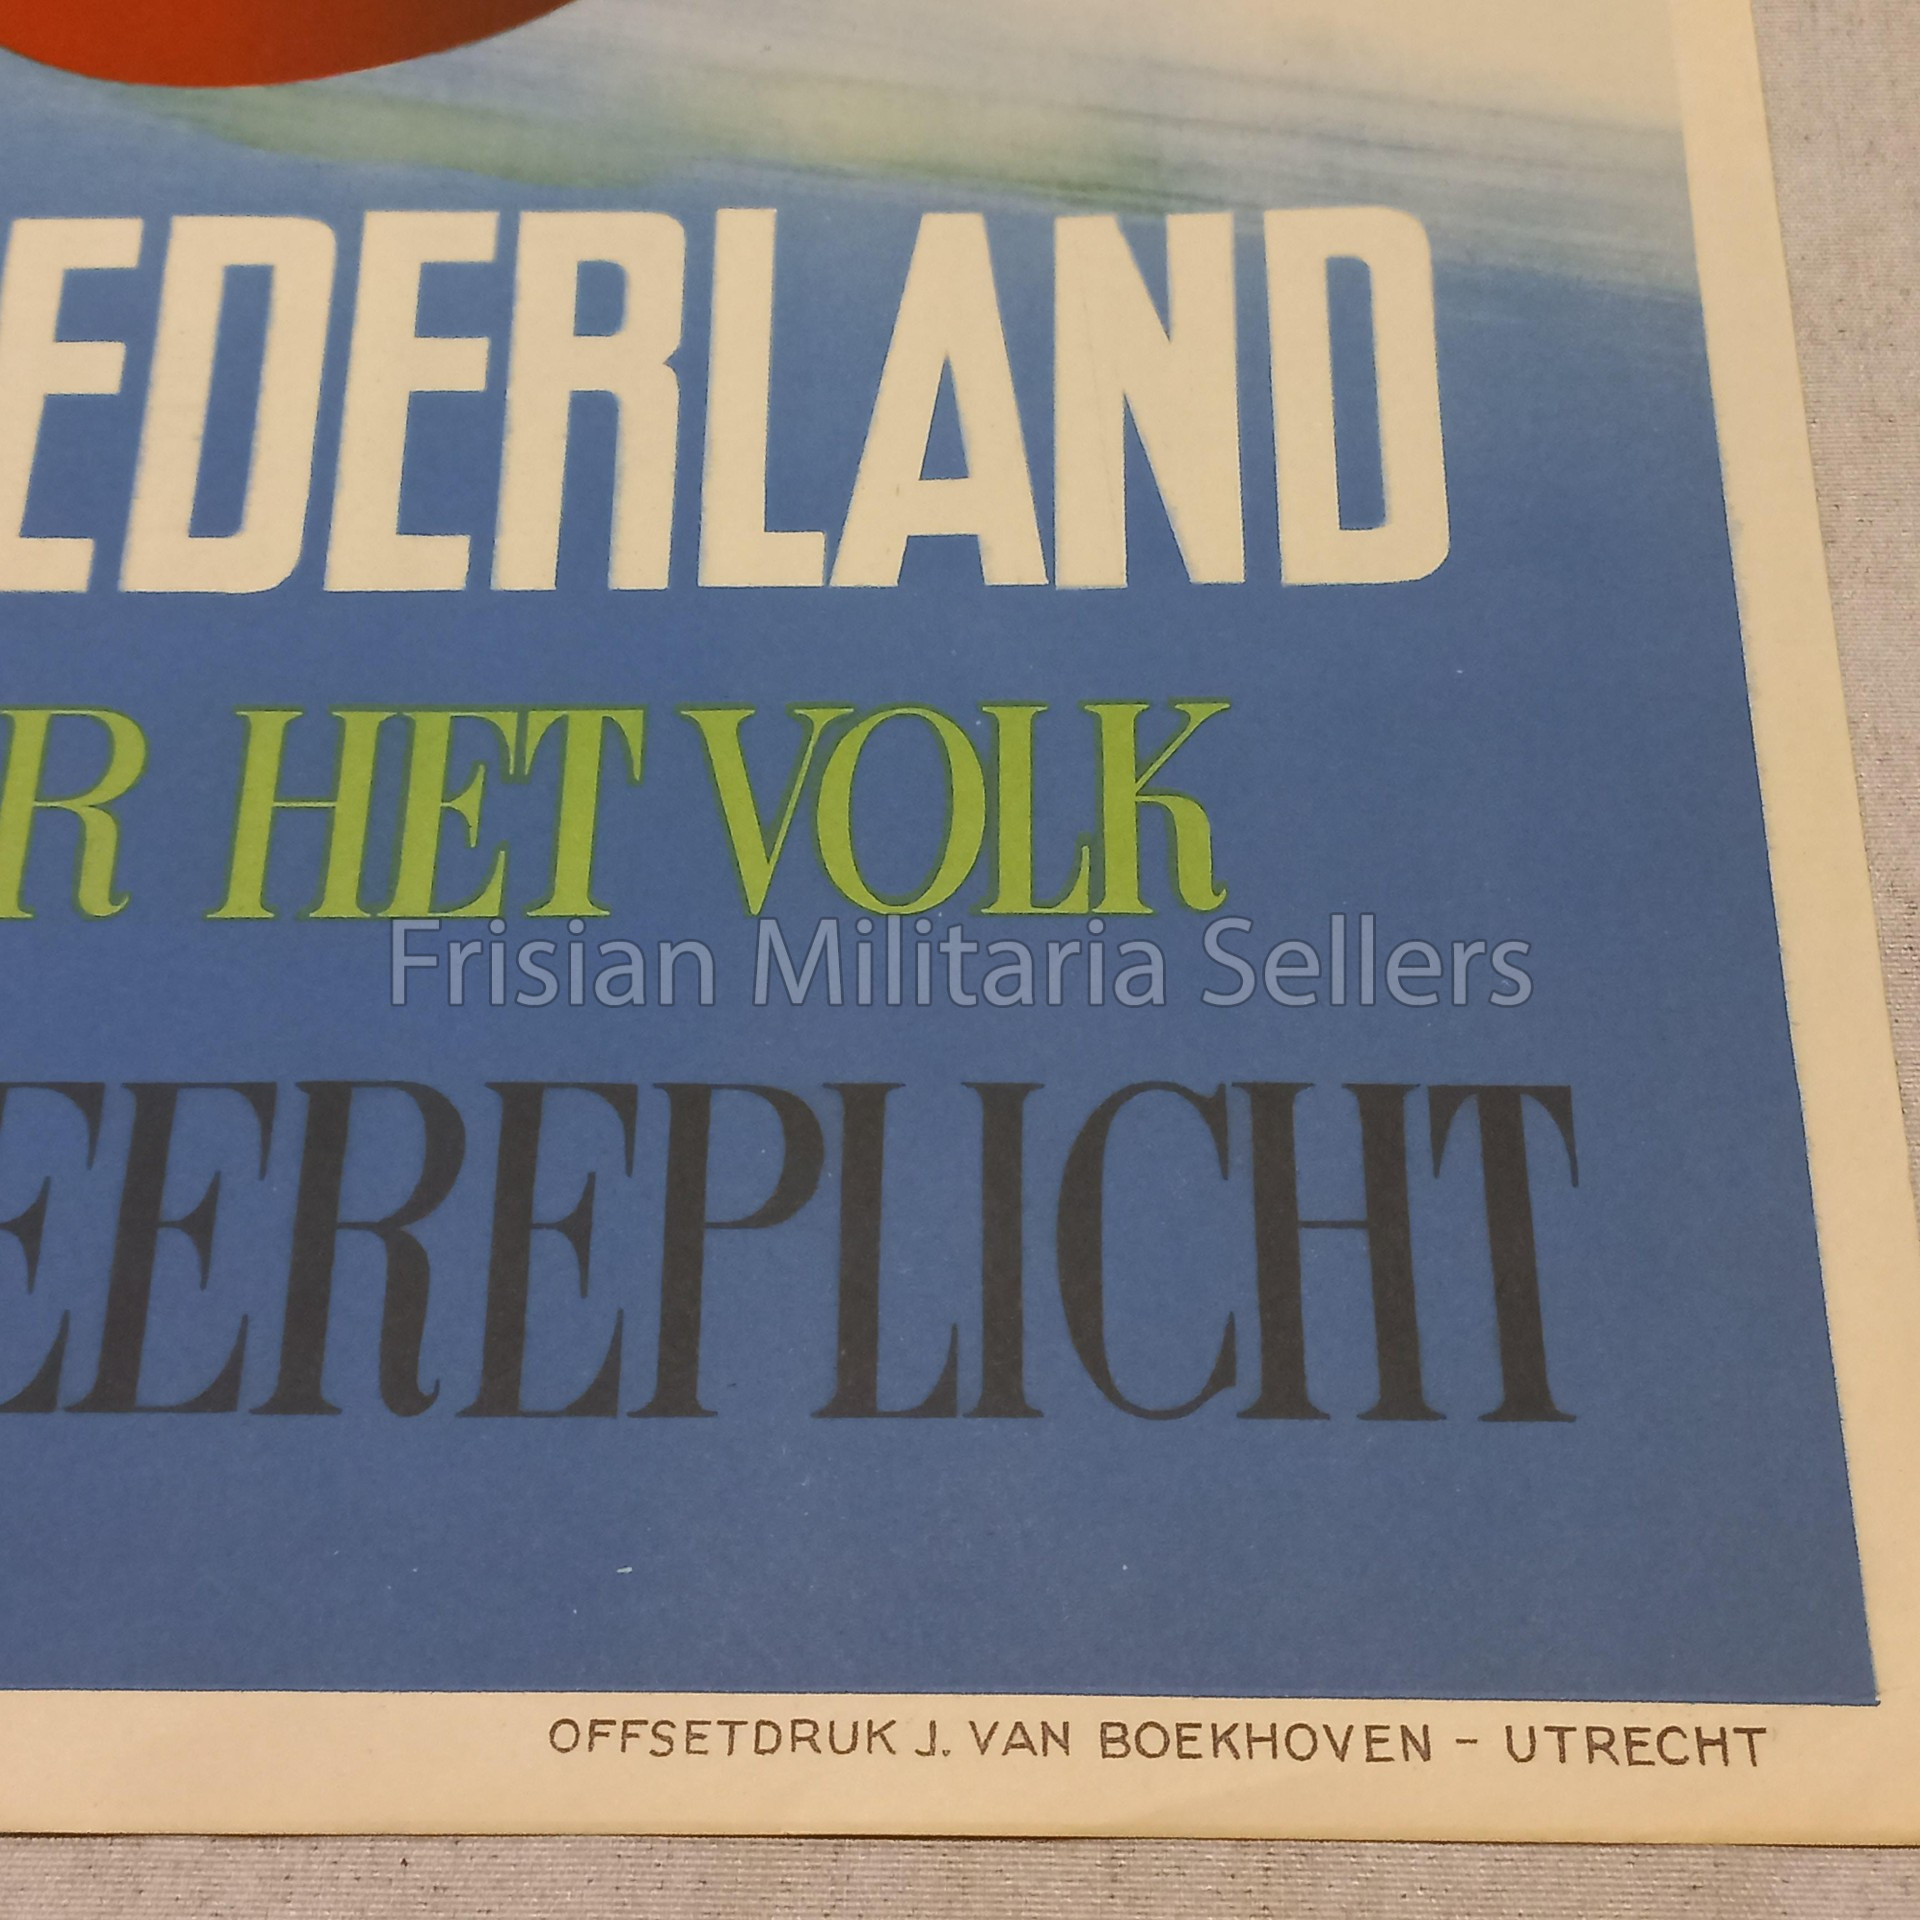 EDERLAND
R HET VOLK
Frisian Militaria Sellers
EEREPLICHT
OFFSETDRUK J. VAN BOEKHOVEN - UTRECHT